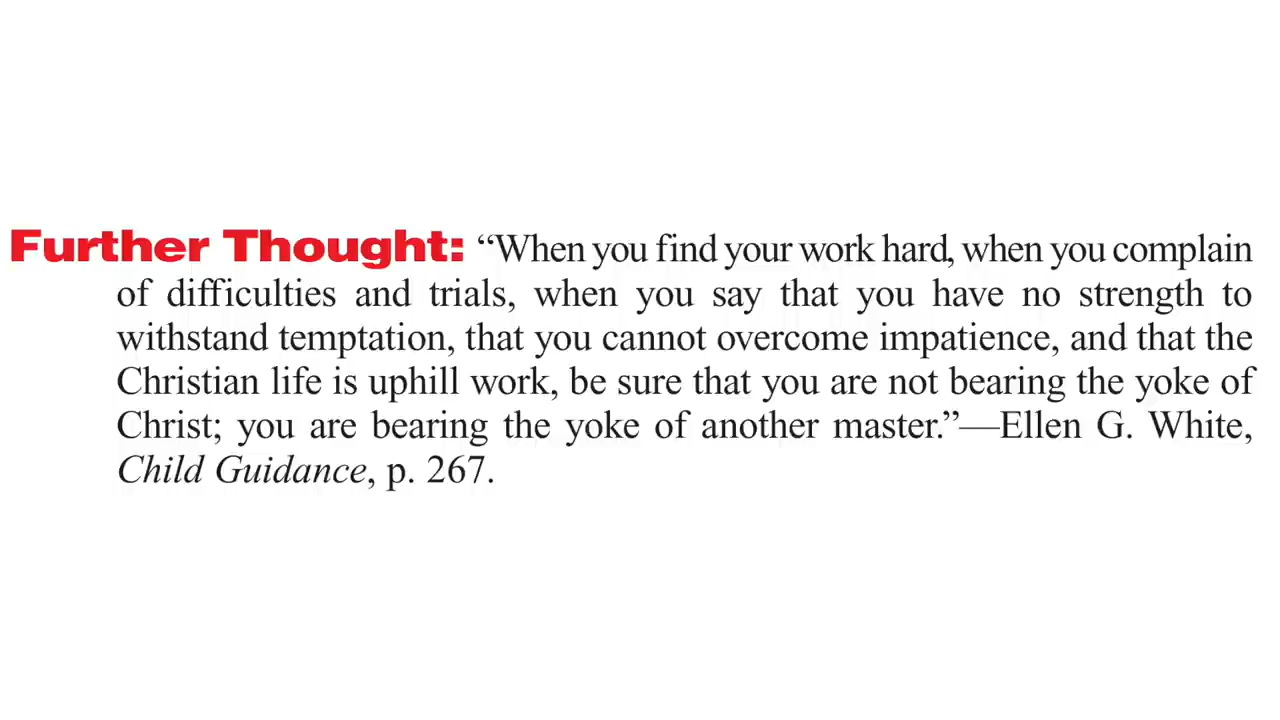 Further Thought: “When you find your work hard, when you complain
of difficulties and trials, when you say that you have no strength to
withstand temptation, that you cannot overcome impatience, and that the
Christian life is uphill work, be sure that you are not bearing the yoke of
Christ; you are bearing the yoke of another master.”—Ellen G. White,
Child Guidance, p. 267.